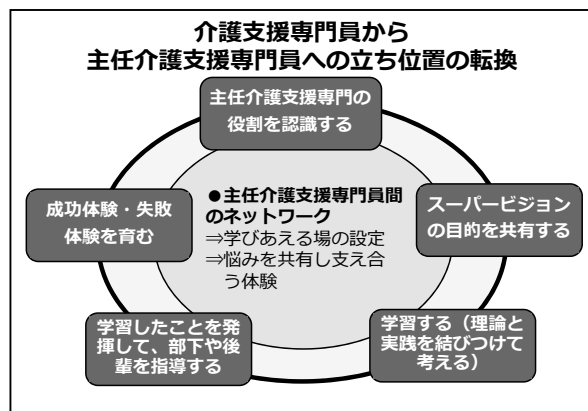 介護支援専門員から
主任介護支援専門員への立ち位置の転換
主任介護支援専門の
役割を認識する
スーパービジョン
の目的を共有する
学習する（理論と
実践を結びつけて
考える）
学習したことを発
揮して、部下や後
輩を指導する
成功体験・失敗
体験を育む
●主任介護支援専門員間
のネットワーク
⇒学びあえる場の設定
⇒悩みを共有し支え合
う体験